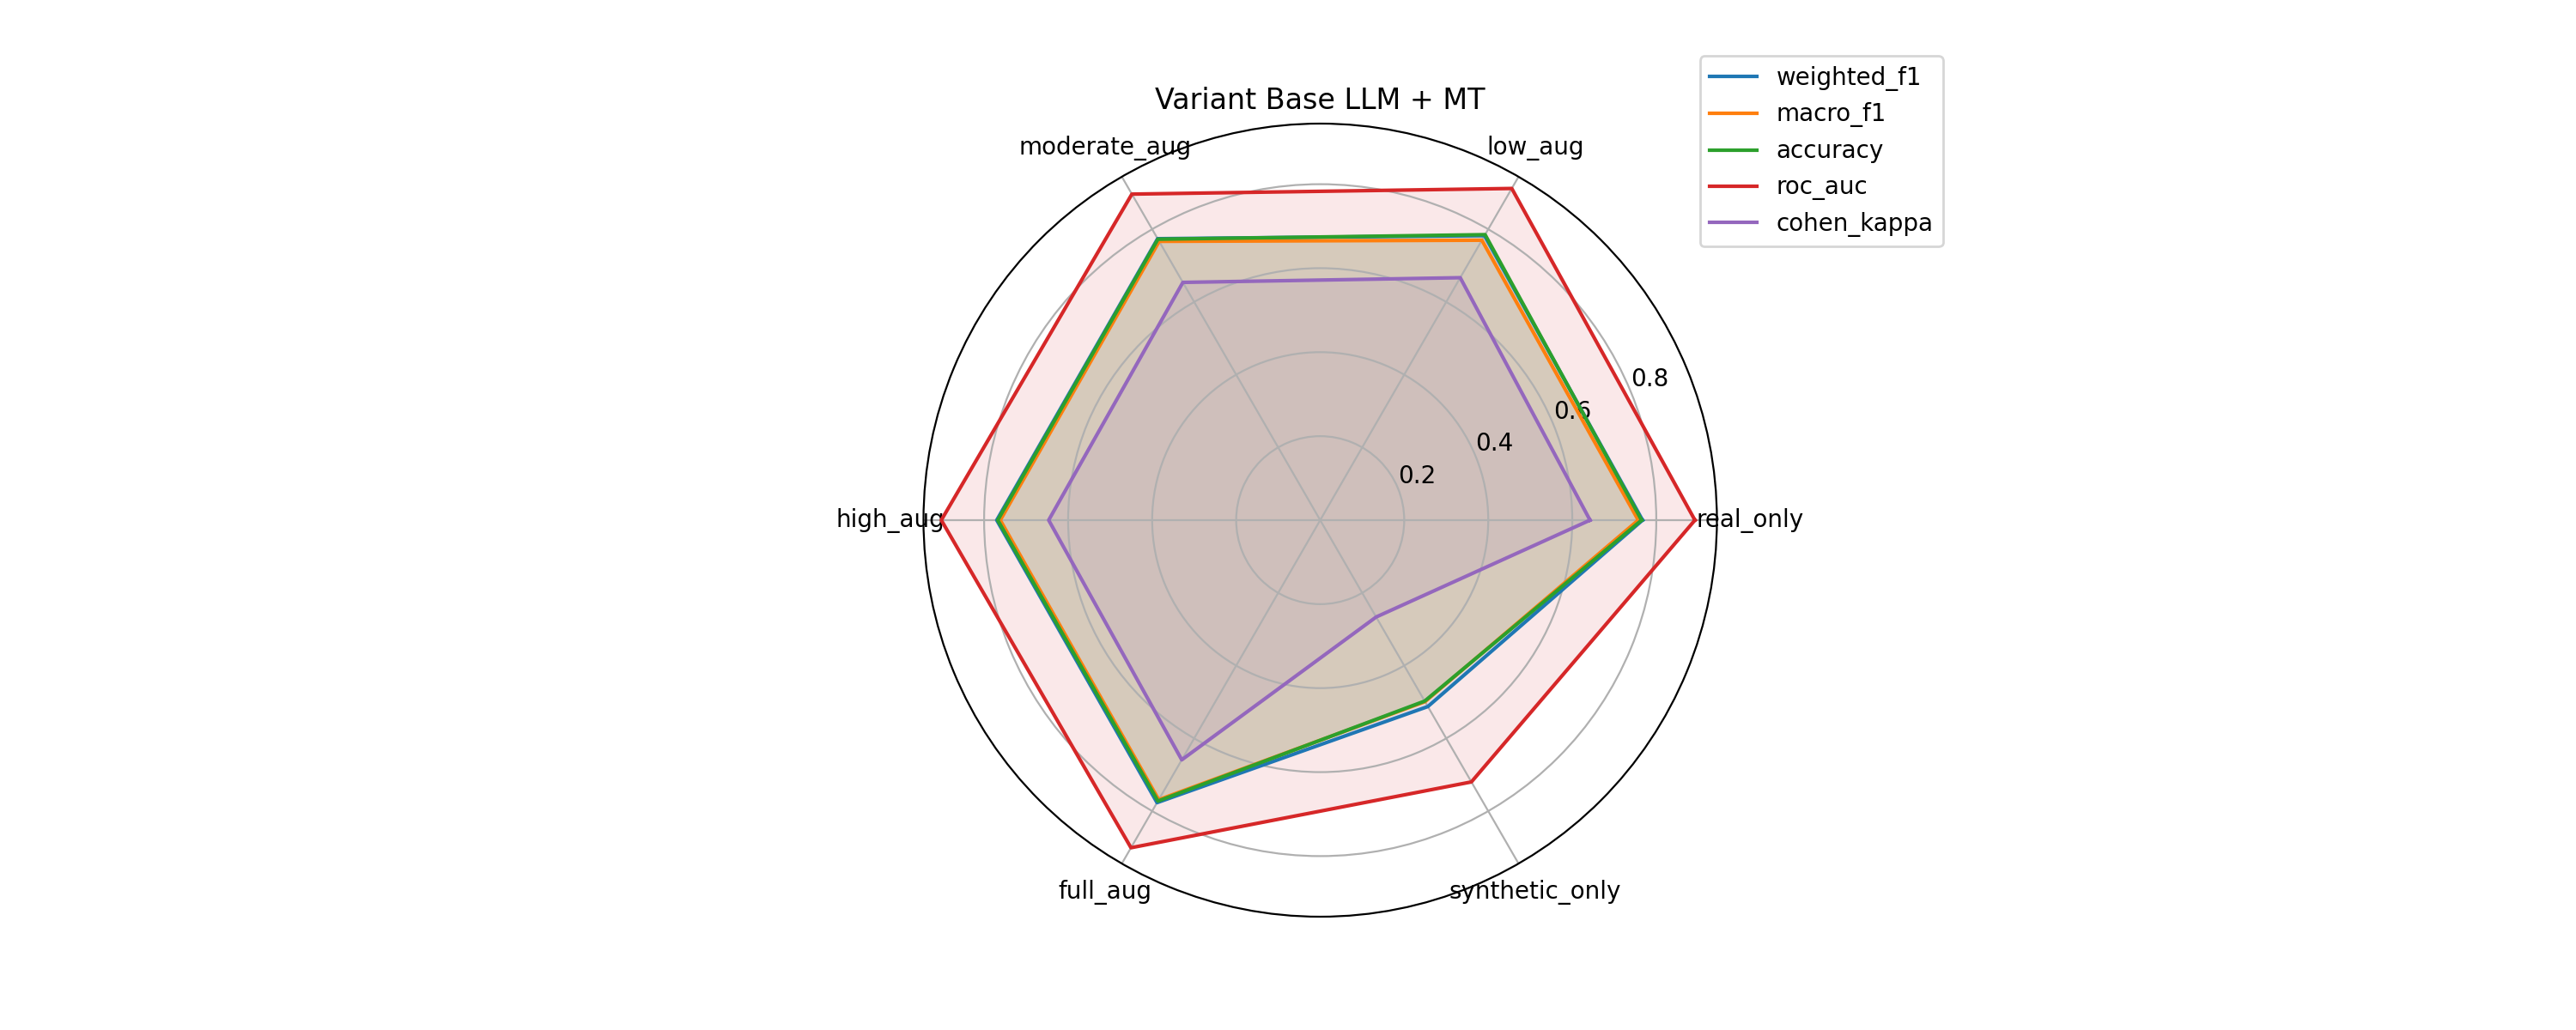 Variant Base LLM + MT
weighted_f1
macro_f1
accuracy
roc_auc
cohen_kappa
moderate_aug
low_aug
0.8
0.6
0.4
0.2
high_aug
real_only
full_aug
synthetic_only